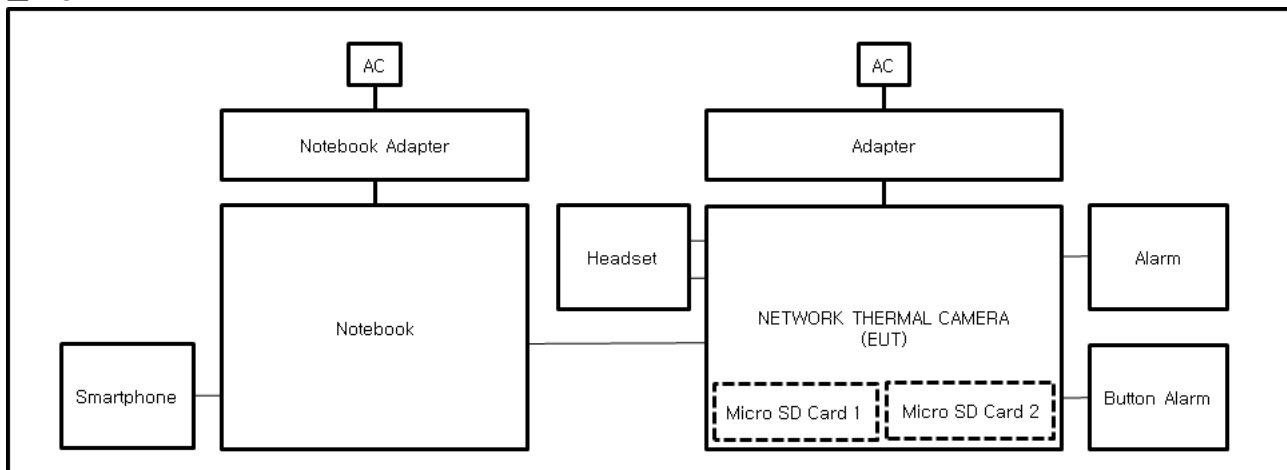 AC
AC
Notebook Adapter
Adapter
Headset
Alarm
Notebook
NETWORK THERMAL CAMERA
(EUT)
Smartphone
Micro SD Card 1
Micro SD Card 2
Button Alarm